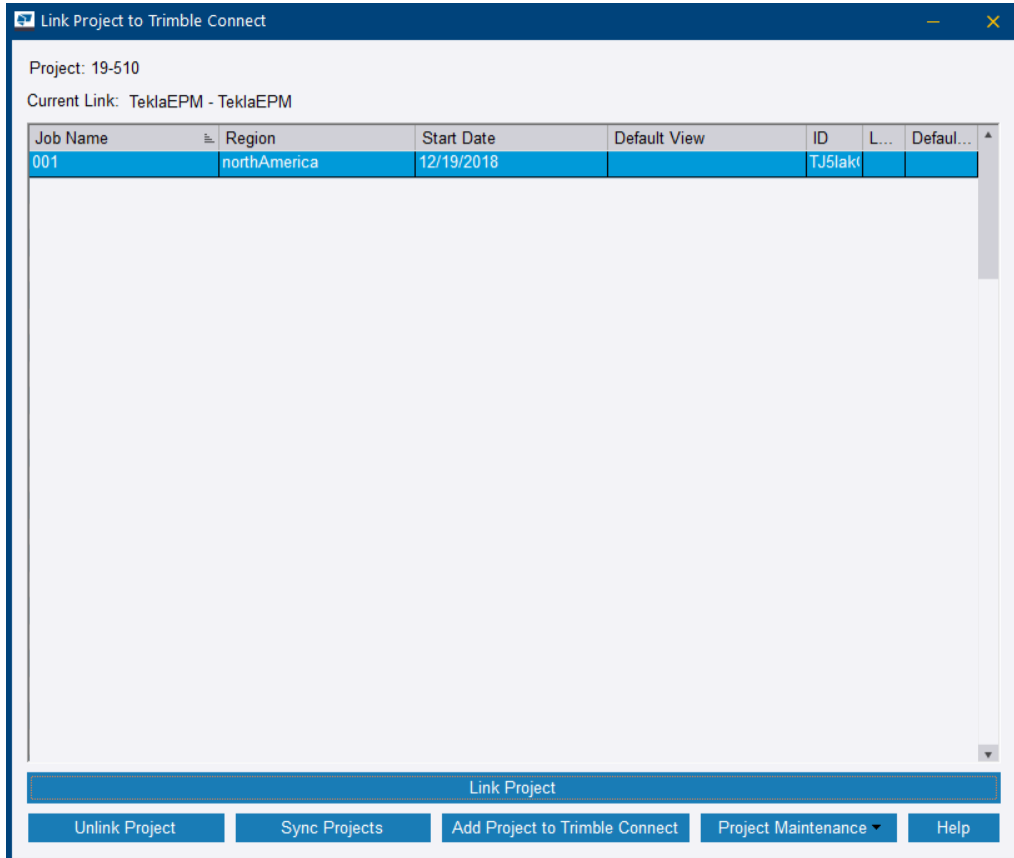 Link Project to Trimble Connect
Project: 19-510
Current Link: TeklaEPM - TeklaEPM
Job Name Region Start Date Default View ID L... Defaul...
001 northAmerica 12/19/2018
Link Project
Unlink Project Sync Projects Add Project to Trimble Connect Project Maintenance Help